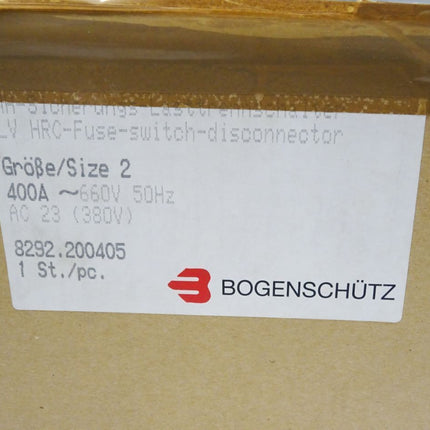 NH-Sicherungs-Lasttrennschalter
LV HRC-Fuse-switch-disconnector
Größe/Size 2
400A ~660V 50Hz
AC 23 (380V)
8292.200405
1 St./pc.
BOGENSCHÜTZ